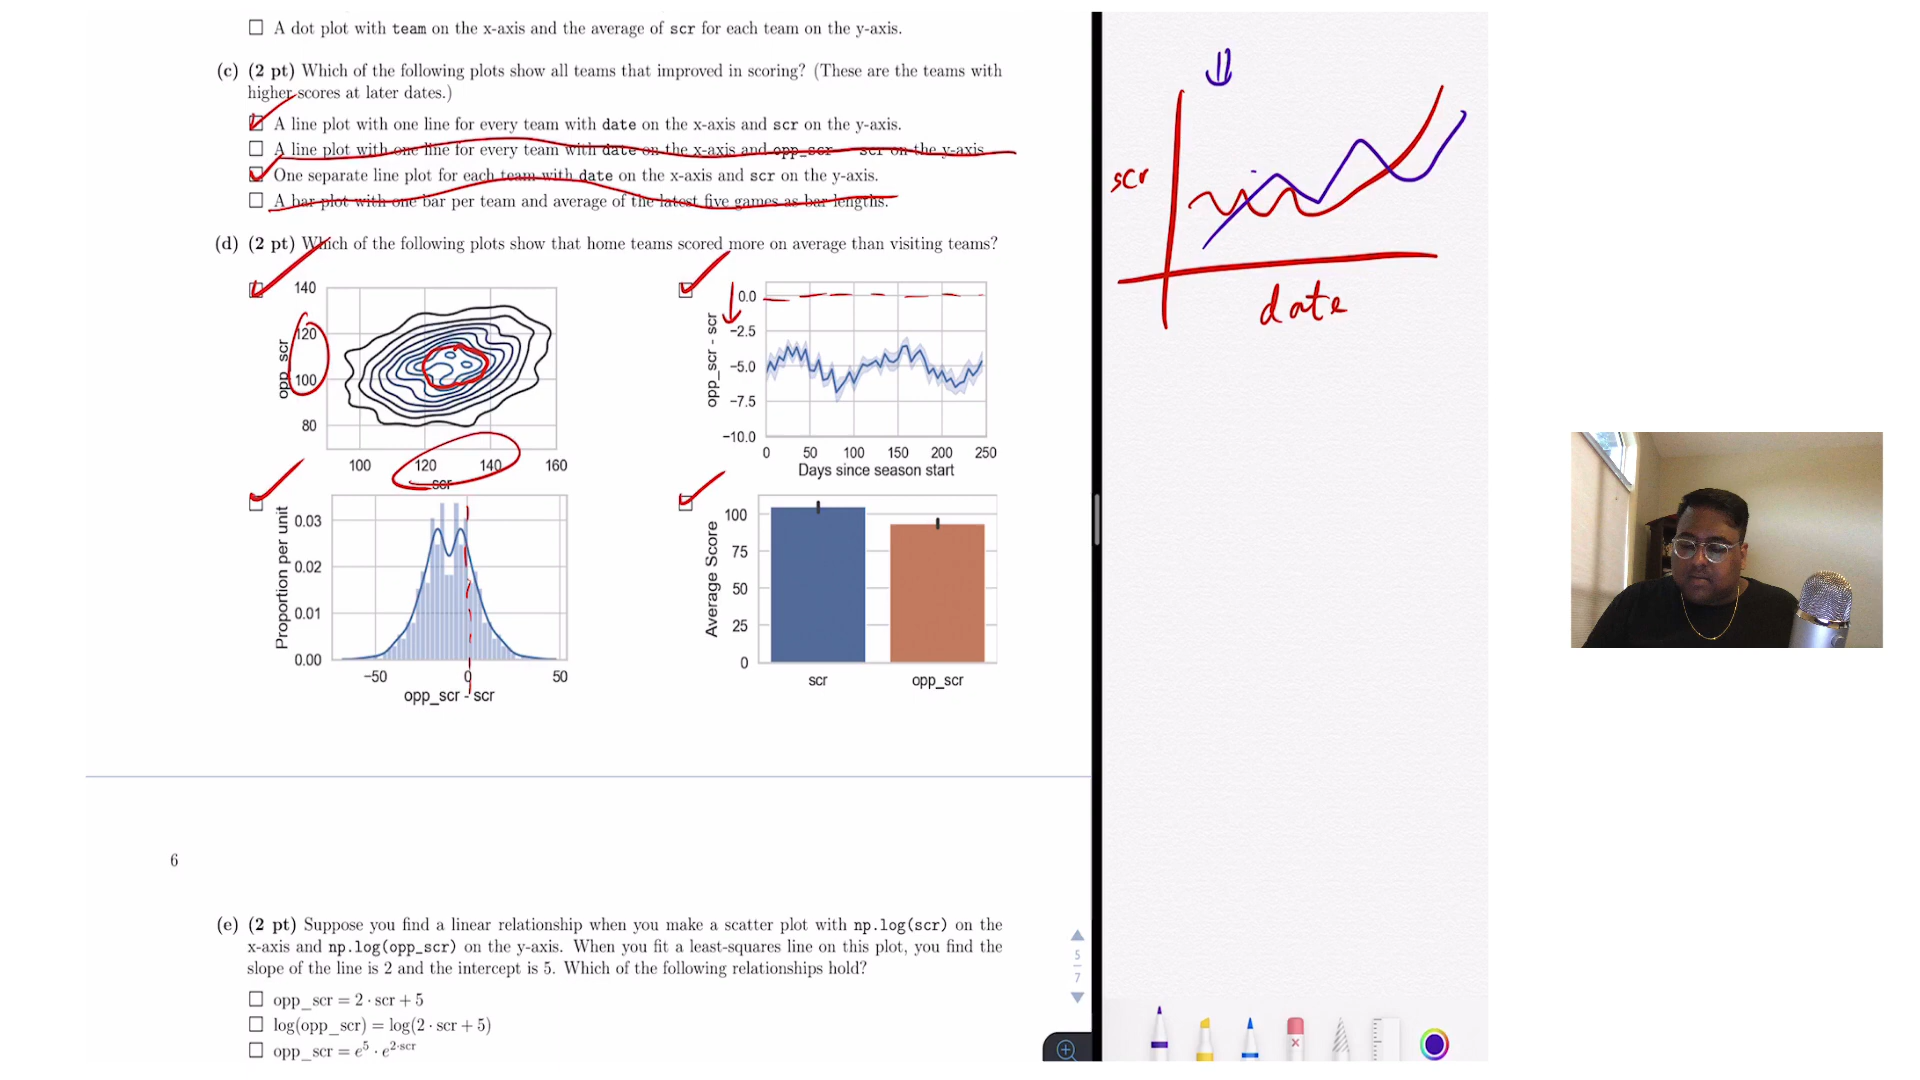 A dot plot with team on the x-axis and the average of scr for each team on the y-axis.
(c) (2 pt) Which of the following plots show all teams that improved in scoring? (These are the teams with
higher scores at later dates.)
A line plot with one line for every team with date on the x-axis and scr on the y-axis.
A line plot with one line for every team with date on the x-axis and opp_scr − scr on the y-axis
One separate line plot for each team with date on the x-axis and scr on the y-axis.
A bar plot with one bar per team and average of the latest five games as bar lengths.
(d) (2 pt) Which of the following plots show that home teams scored more on average than visiting teams?
140
120
100
80
opp_scr
100 120 140 160
scr
0.0
−2.5
−5.0
−7.5
−10.0
opp_scr - scr
0 50 100 150 200 250
Days since season start
0.03
0.02
0.01
0.00
Proportion per unit
−50 0 50
opp_scr - scr
100
75
50
25
0
Average Score
scr opp_scr
6
(e) (2 pt) Suppose you find a linear relationship when you make a scatter plot with np.log(scr) on the
x-axis and np.log(opp_scr) on the y-axis. When you fit a least-squares line on this plot, you find the
slope of the line is 2 and the intercept is 5. Which of the following relationships hold?
opp_scr = 2 · scr + 5
log(opp_scr) = log(2 · scr + 5)
opp_scr = e⁵ · e²·ˢᶜʳ
5
7
scr
date